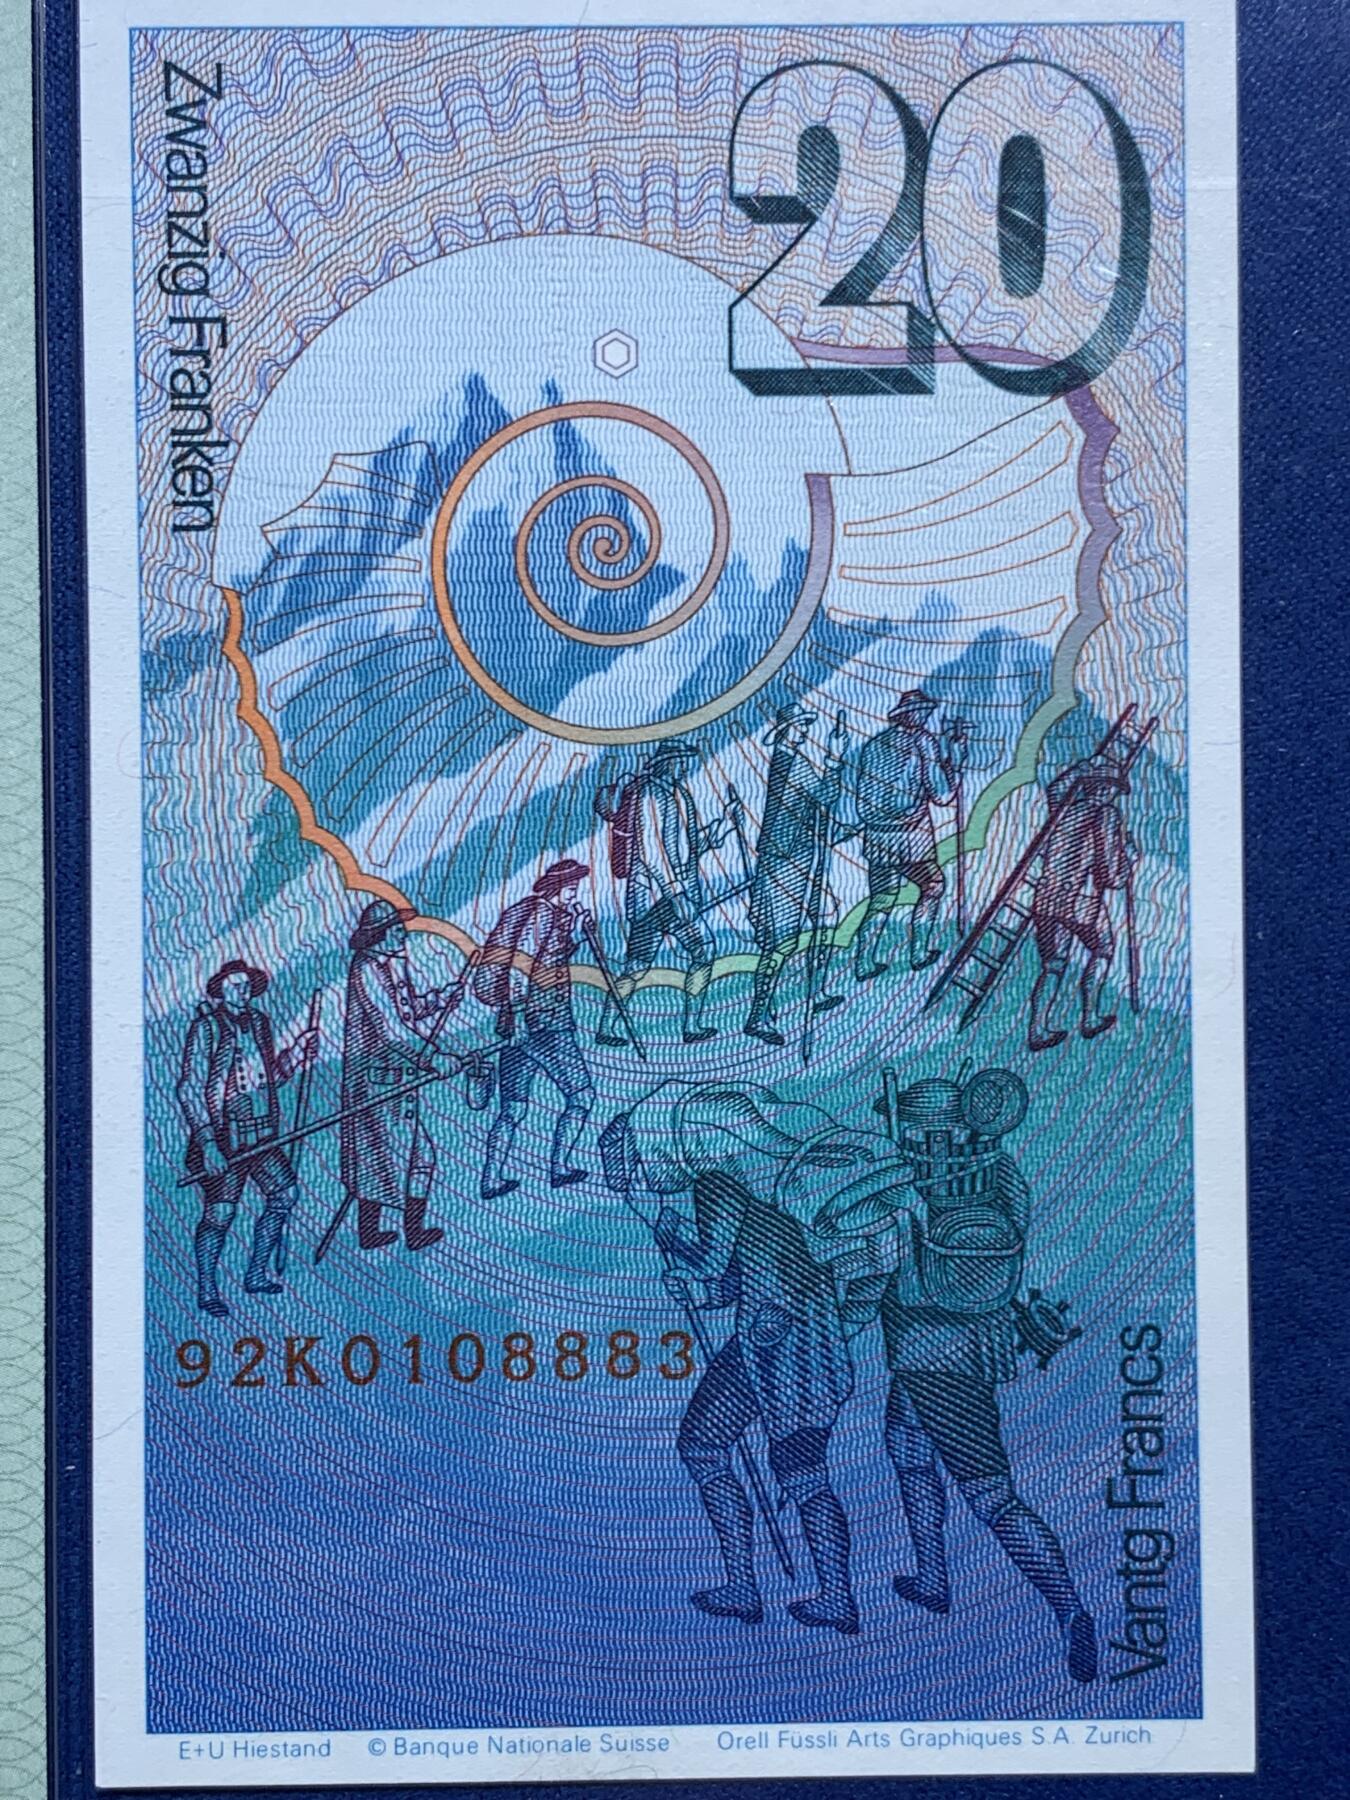 20
Zwanzig Franken
92K0108883
Vantg Francs
E+U Hiestand © Banque Nationale Suisse Orell Füssli Arts Graphiques S.A. Zurich